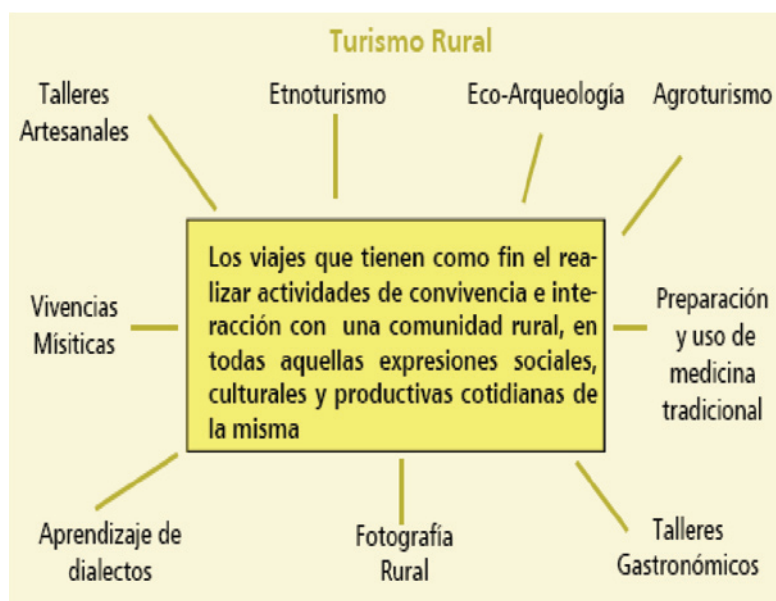 Turismo Rural
Talleres
Artesanales
Etnoturismo
Eco-Arqueología
Agroturismo
Los viajes que tienen como fin el rea-
lizar actividades de convivencia e inte-
racción con una comunidad rural, en
todas aquellas expresiones sociales,
culturales y productivas cotidianas de
la misma
Vivencias
Mísiticas
Preparación
y uso de
medicina
tradicional
Aprendizaje de
dialectos
Fotografía
Rural
Talleres
Gastronómicos